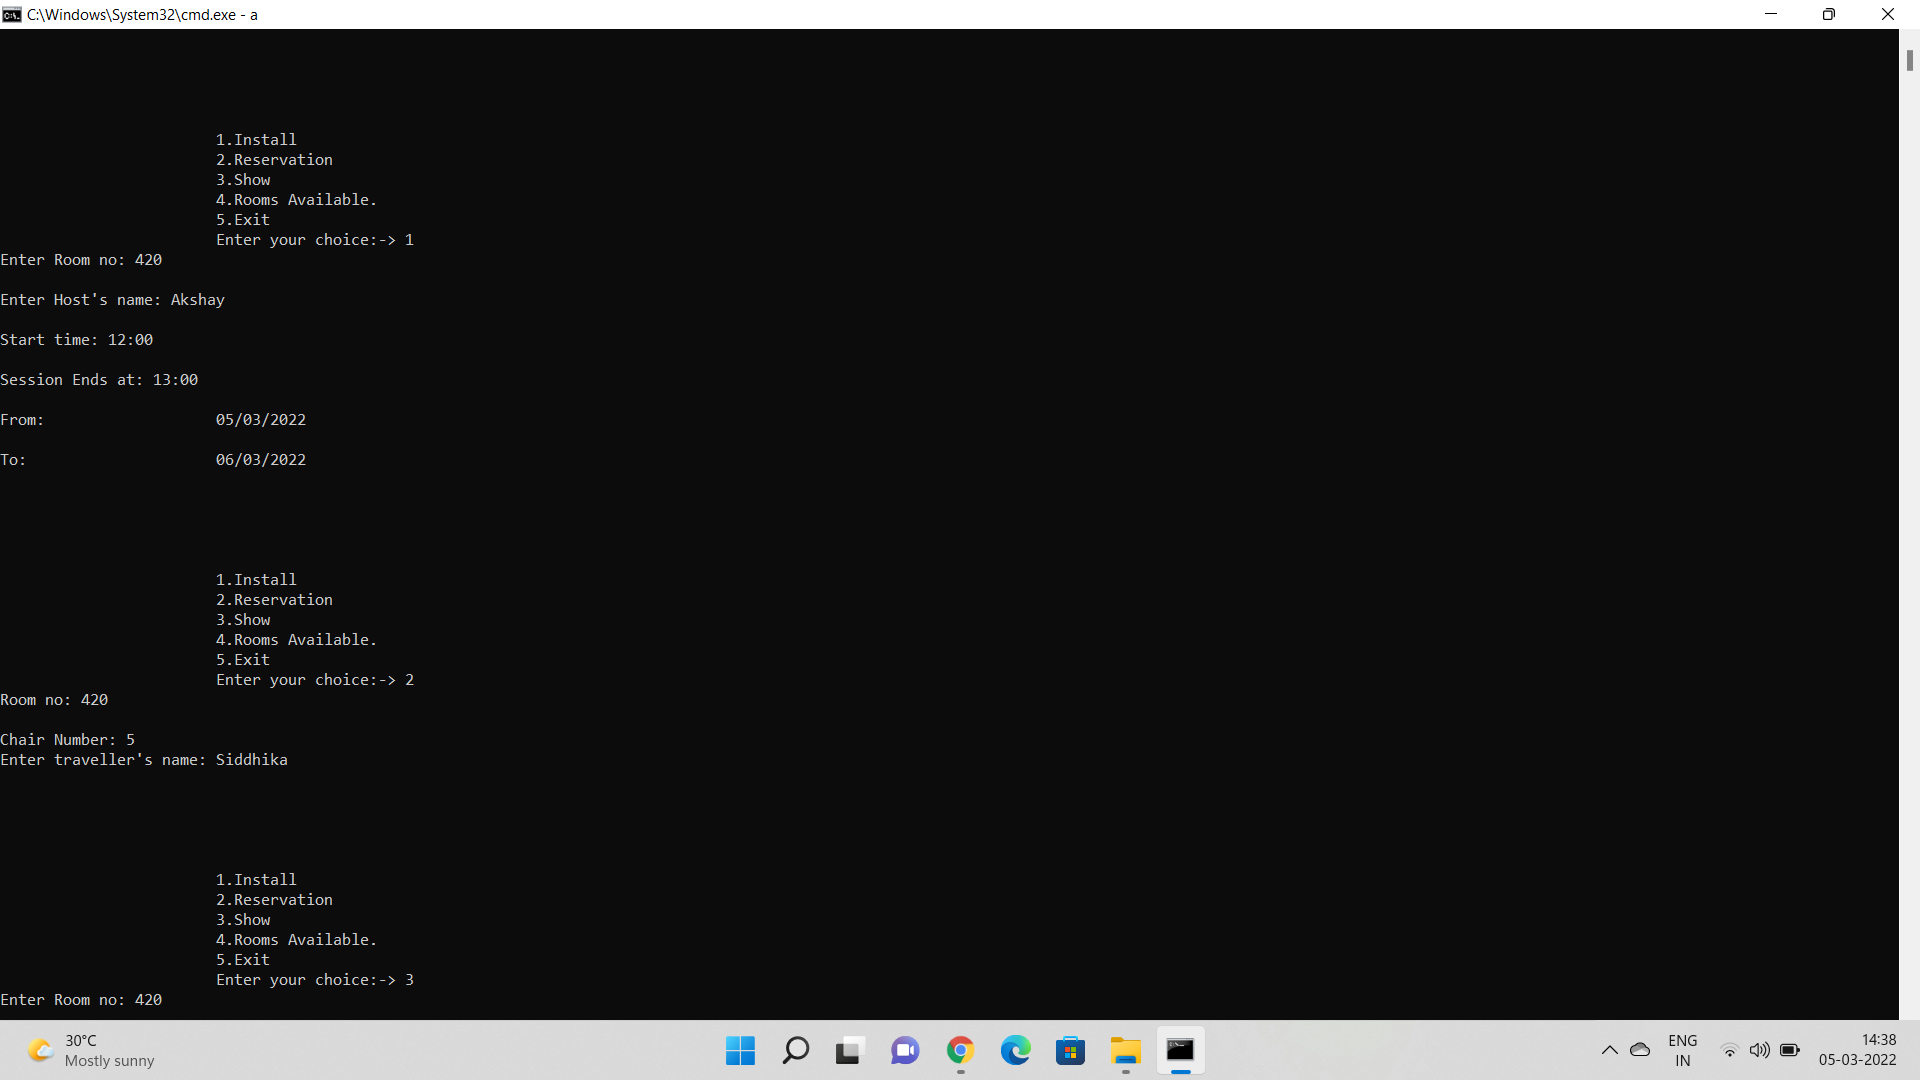 C:\Windows\System32\cmd.exe - a
1.Install
2.Reservation
3.Show
4.Rooms Available.
5.Exit
Enter your choice:-> 1
Enter Room no: 420
Enter Host's name: Akshay
Start time: 12:00
Session Ends at: 13:00
From: 05/03/2022
To: 06/03/2022
1.Install
2.Reservation
3.Show
4.Rooms Available.
5.Exit
Enter your choice:-> 2
Room no: 420
Chair Number: 5
Enter traveller's name: Siddhika
1.Install
2.Reservation
3.Show
4.Rooms Available.
5.Exit
Enter your choice:-> 3
Enter Room no: 420
30°C
Mostly sunny
ENG
IN
14:38
05-03-2022